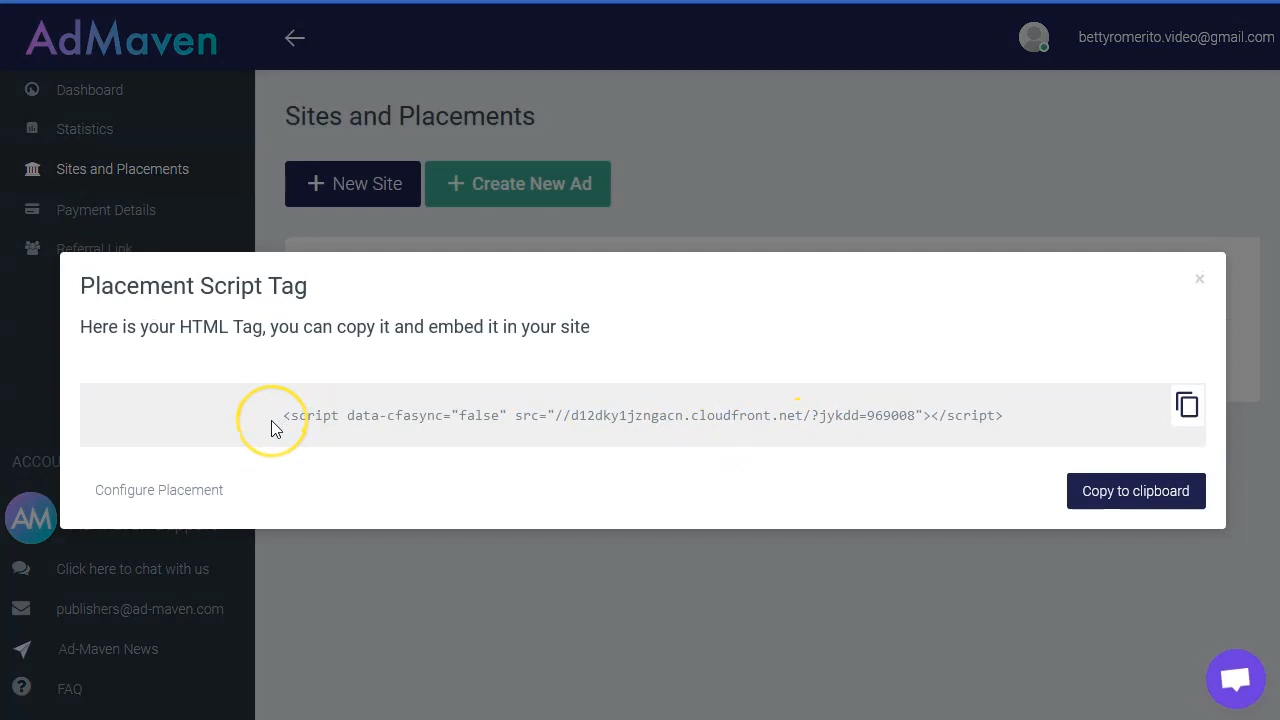 AdMaven
bettyromerito.video@gmail.com
Dashboard
Statistics
Sites and Placements
Payment Details
Referral Link
Sites and Placements
+ New Site
+ Create New Ad
Placement Script Tag
×
Here is your HTML Tag, you can copy it and embed it in your site
<script data-cfasync="false" src="//d12dky1jzngacn.cloudfront.net/?jykdd=969008"></script>
Configure Placement
Copy to clipboard
ACCOU
AM
Click here to chat with us
publishers@ad-maven.com
Ad-Maven News
FAQ